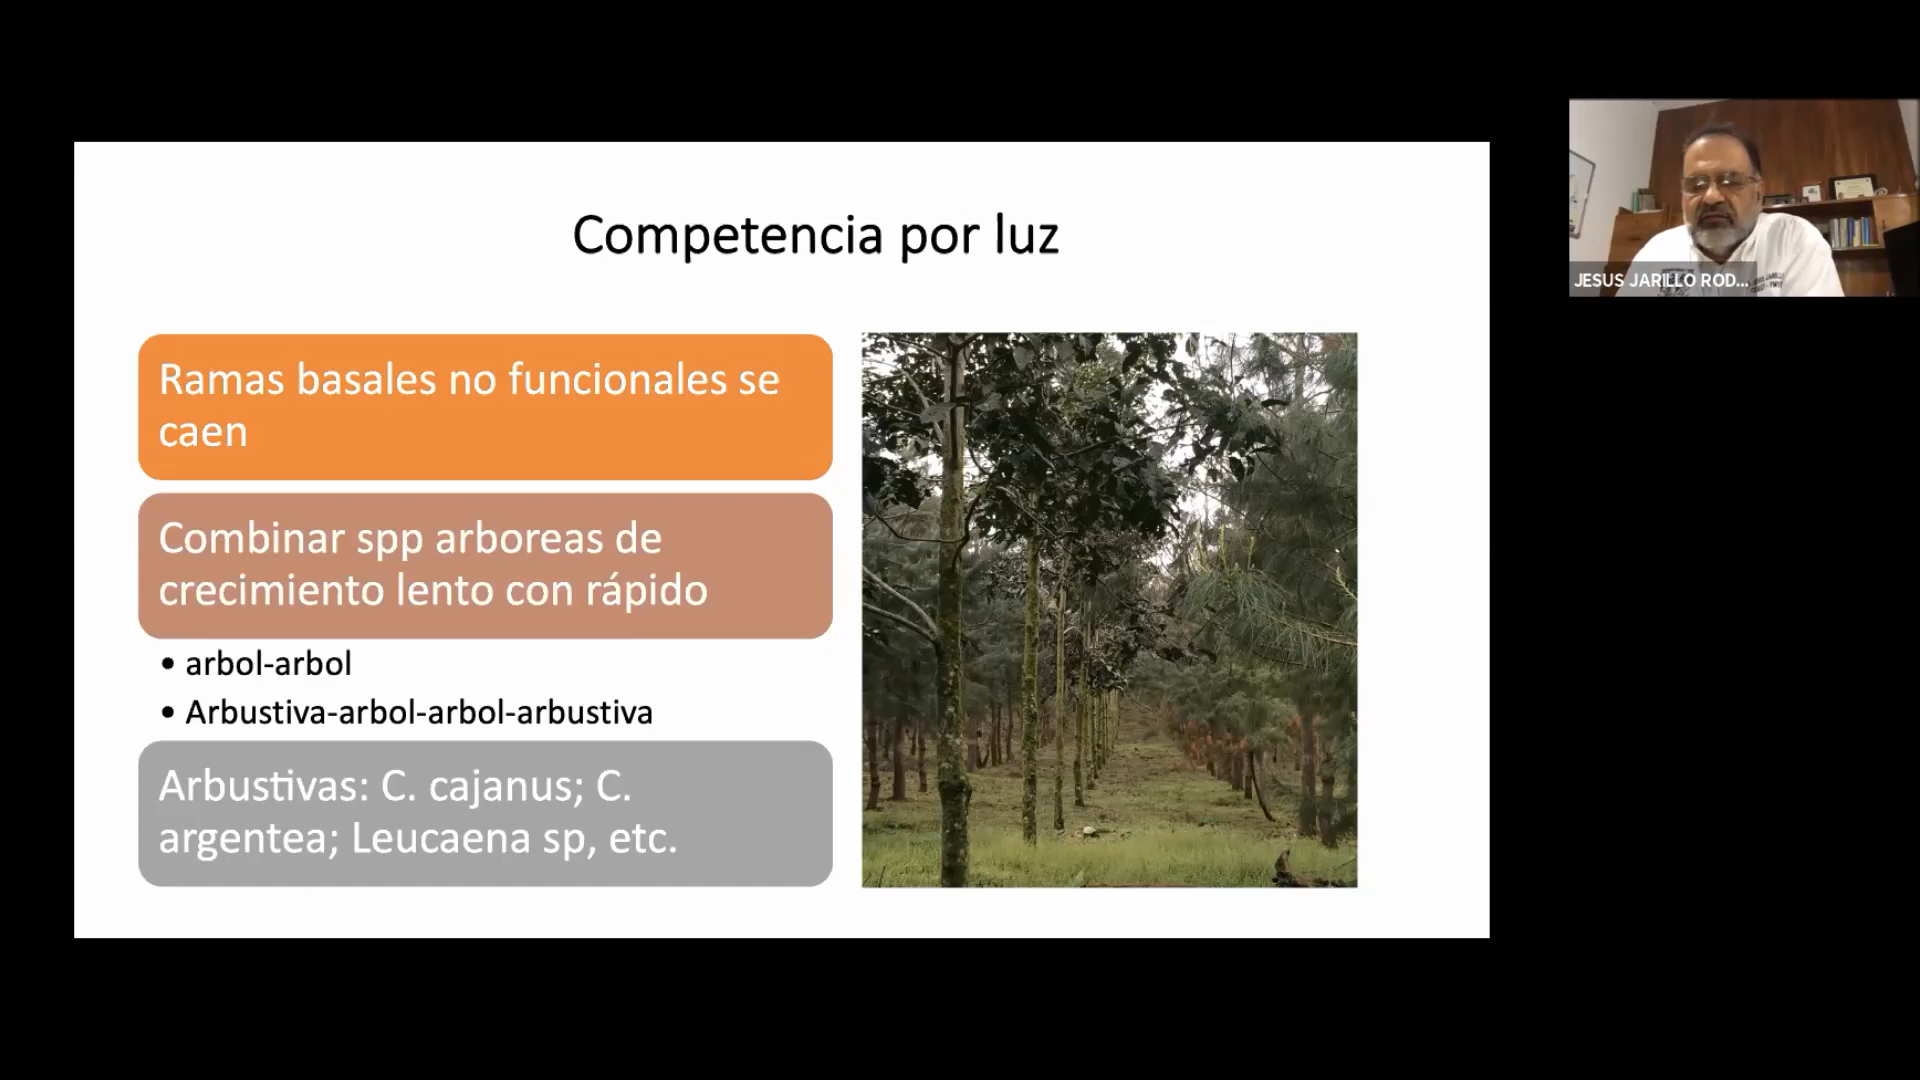 Competencia por luz
Ramas basales no funcionales se
caen
Combinar spp arboreas de
crecimiento lento con rápido
• arbol-arbol
• Arbustiva-arbol-arbol-arbustiva
Arbustivas: C. cajanus; C.
argentea; Leucaena sp, etc.
JESUS JARILLO ROD...